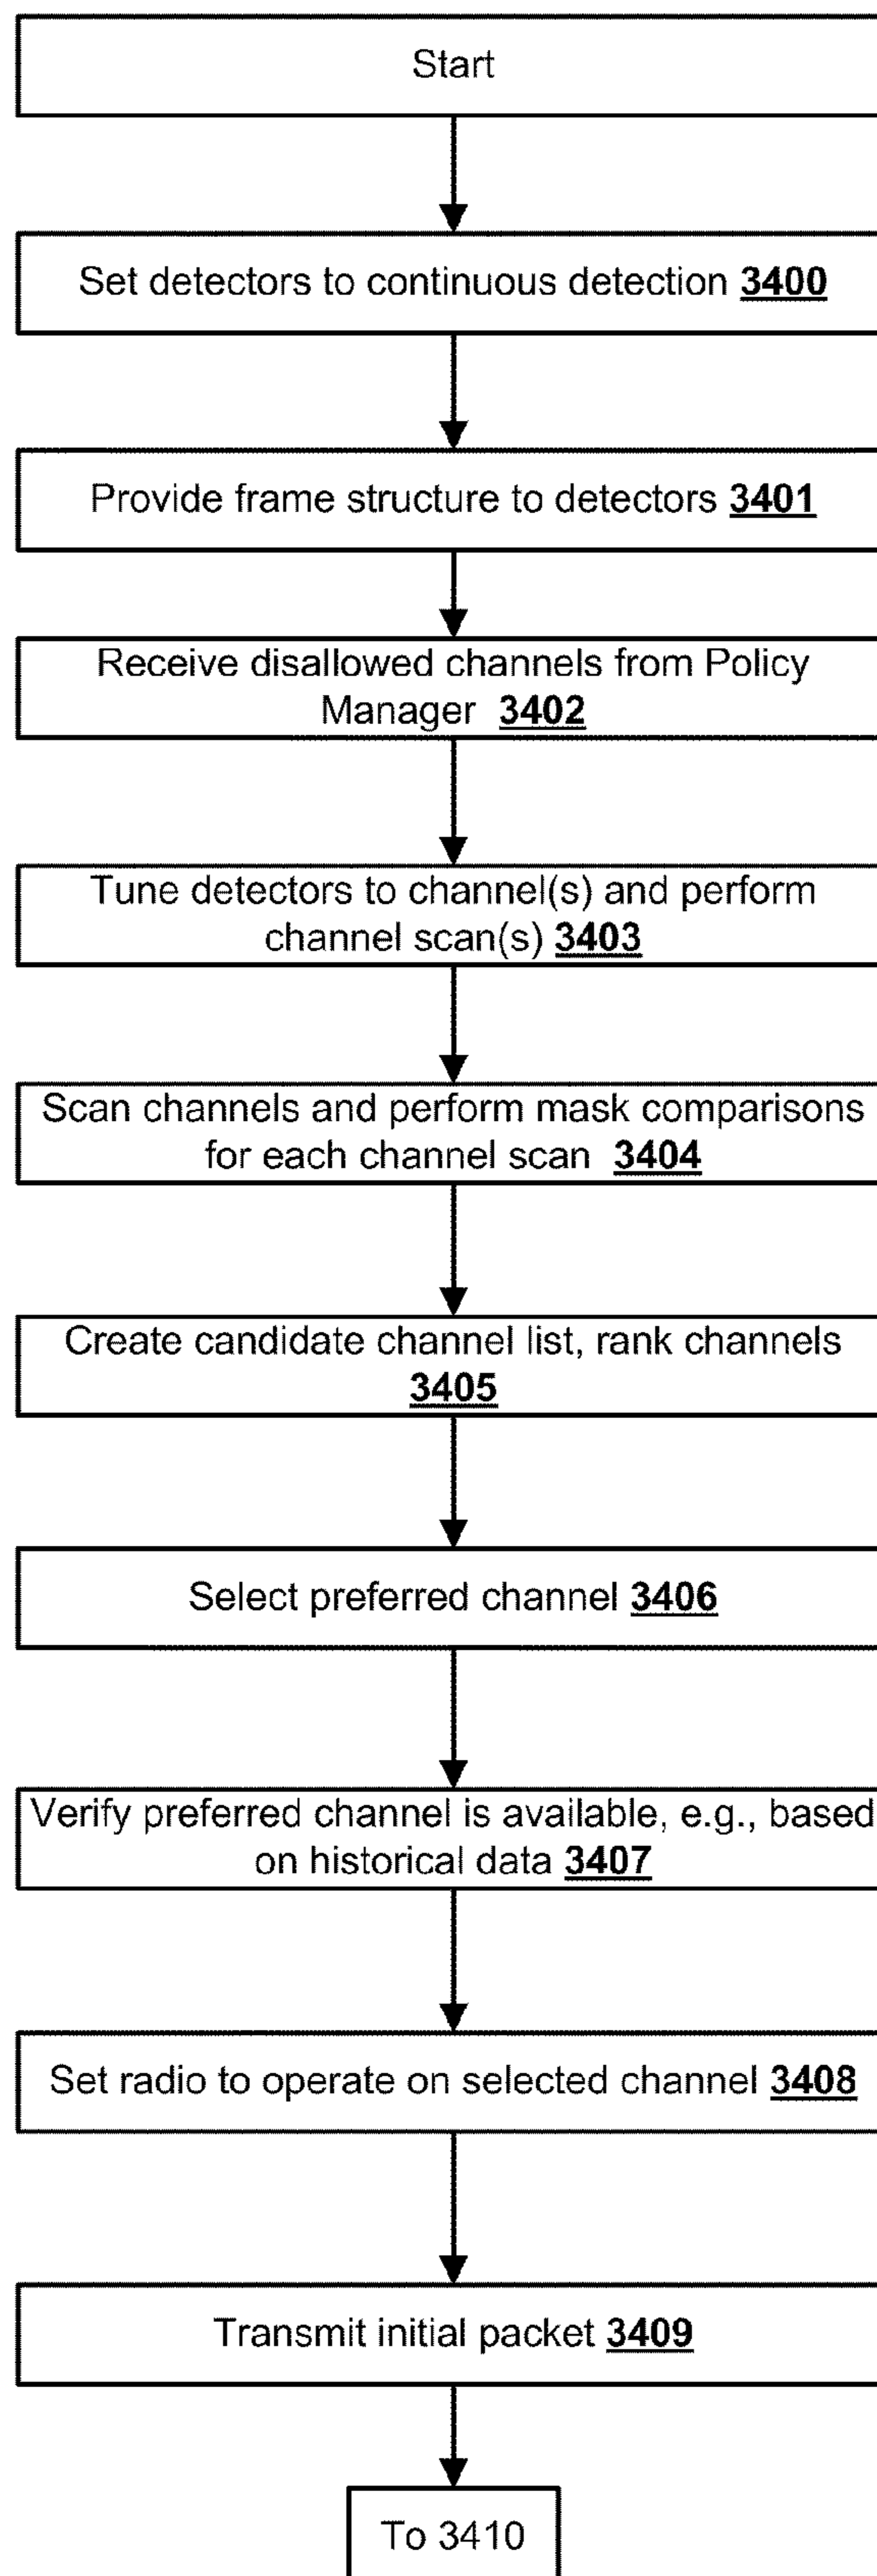 Start
Set detectors to continuous detection 3400
Provide frame structure to detectors 3401
Receive disallowed channels from Policy
Manager 3402
Tune detectors to channel(s) and perform
channel scan(s) 3403
Scan channels and perform mask comparisons
for each channel scan 3404
Create candidate channel list, rank channels
3405
Select preferred channel 3406
Verify preferred channel is available, e.g., based
on historical data 3407
Set radio to operate on selected channel 3408
Transmit initial packet 3409
To 3410